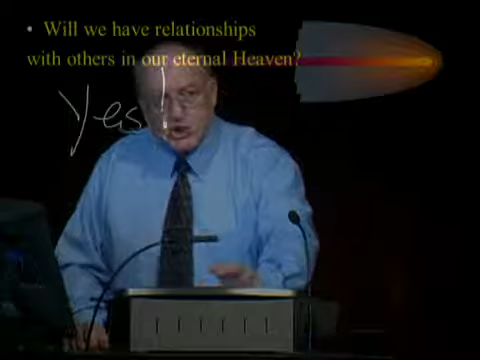 • Will we have relationships
with others in our eternal Heaven?
Yes!